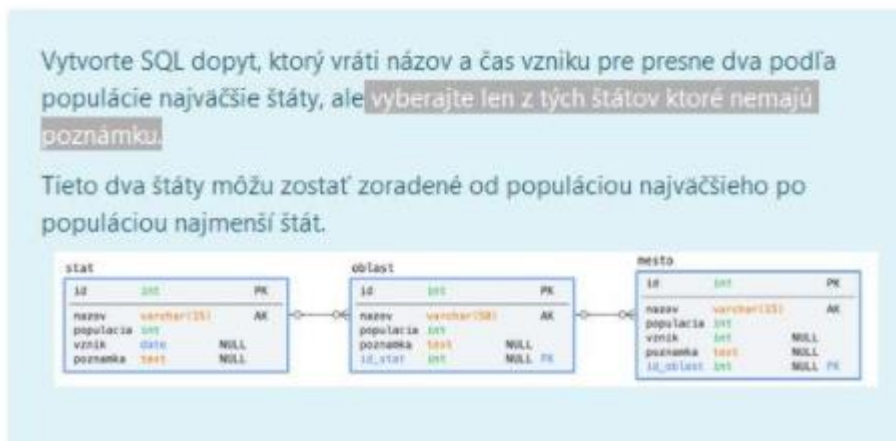 Vytvorte SQL dopyt, ktorý vráti názov a čas vzniku pre presne dva podľa
populácie najväčšie štáty, ale vyberajte len z tých štátov ktoré nemajú
poznámku.
Tieto dva štáty môžu zostať zoradené od populáciou najväčšieho po
populáciou najmenší štát.
stat
id int PK
nazov varchar(35) AK
populacia int
vznik date NULL
poznamka text NULL
oblast
id int PK
nazov varchar(50) AK
populacia int
poznamka text NULL
id_stat int NULL FK
mesto
id int PK
nazov varchar(35) AK
populacia int
vznik int NULL
poznamka text NULL
id_oblast int NULL FK